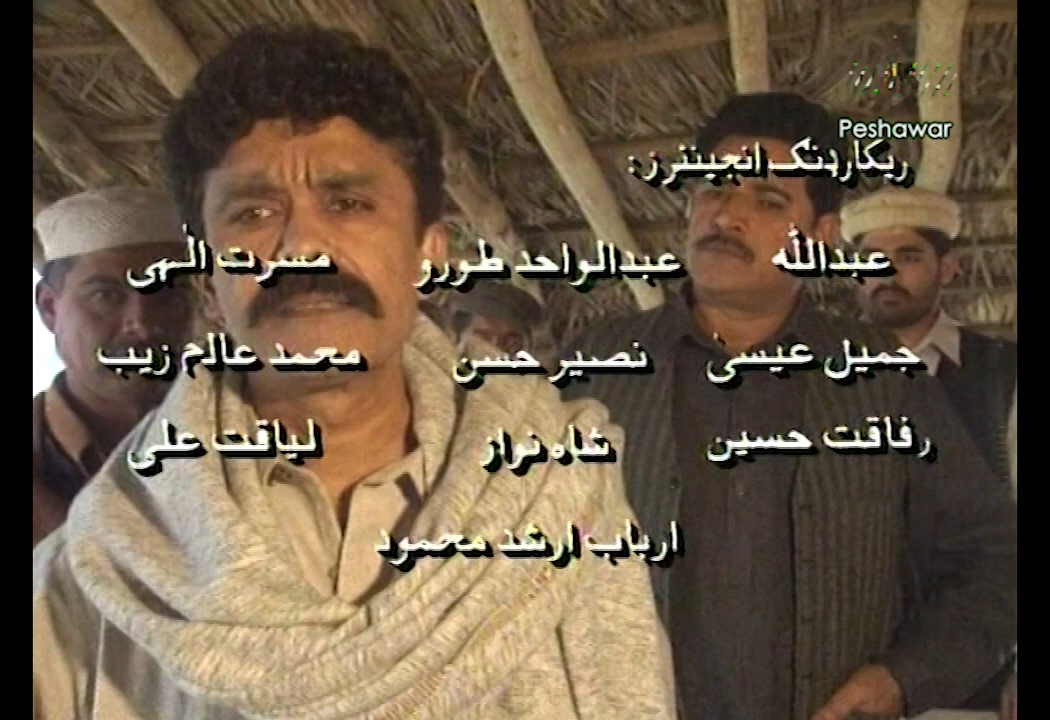 Peshawar
ریکارڈنگ انجینئرز:
عبداللہ عبدالواحد طورو مسرت الٰہی
جمیل عیسیٰ نصیر حسن محمد عالم زیب
رفاقت حسین شاہ نواز لیاقت علی
ارباب ارشد محمود